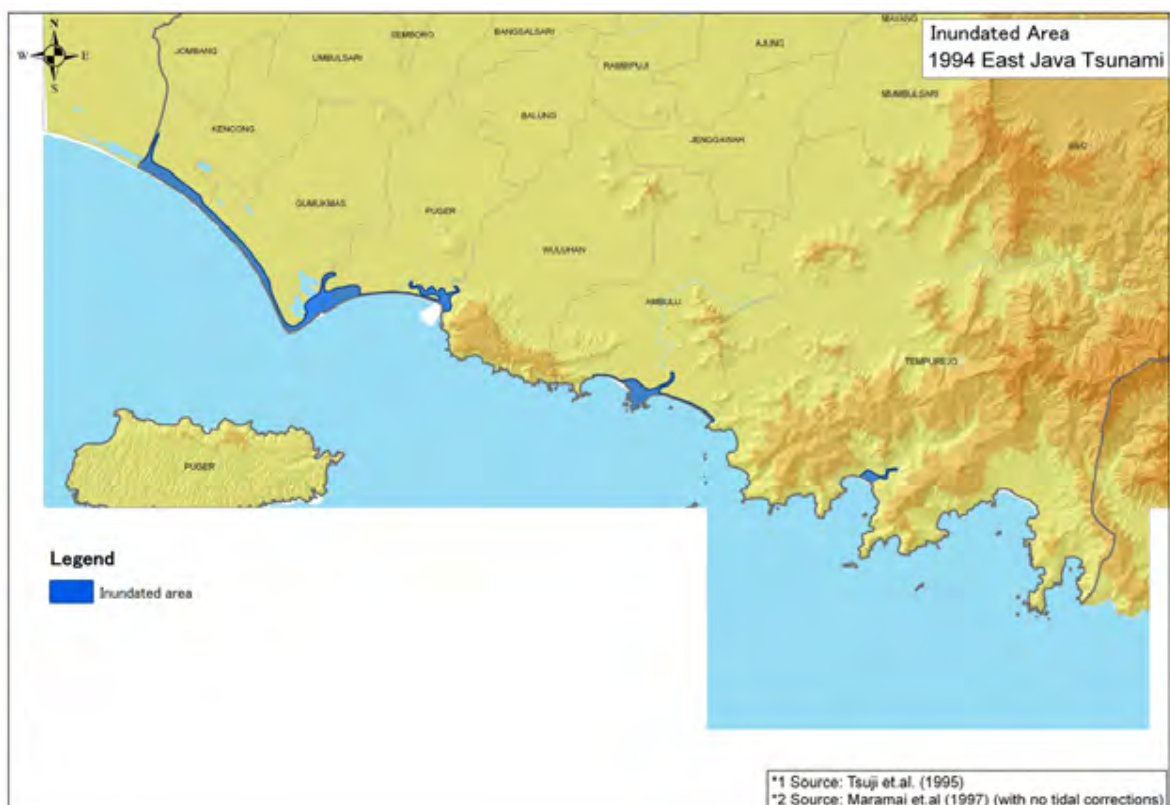 Inundated Area
1994 East Java Tsunami
N
W
E
S
MAYANG
SEMBORO
BANGSALSARI
AJUNG
JOMBANG
UMBULSARI
RAMBIPUJI
MUMBULSARI
KENCONG
BALUNG
JENGGAWAH
SILO
GUMUKMAS
PUGER
WULUHAN
AMBULU
TEMPUREJO
PUGER
Legend
Inundated area
*1 Source: Tsuji et.al. (1995)
*2 Source: Maramai et.al (1997) (with no tidal corrections)